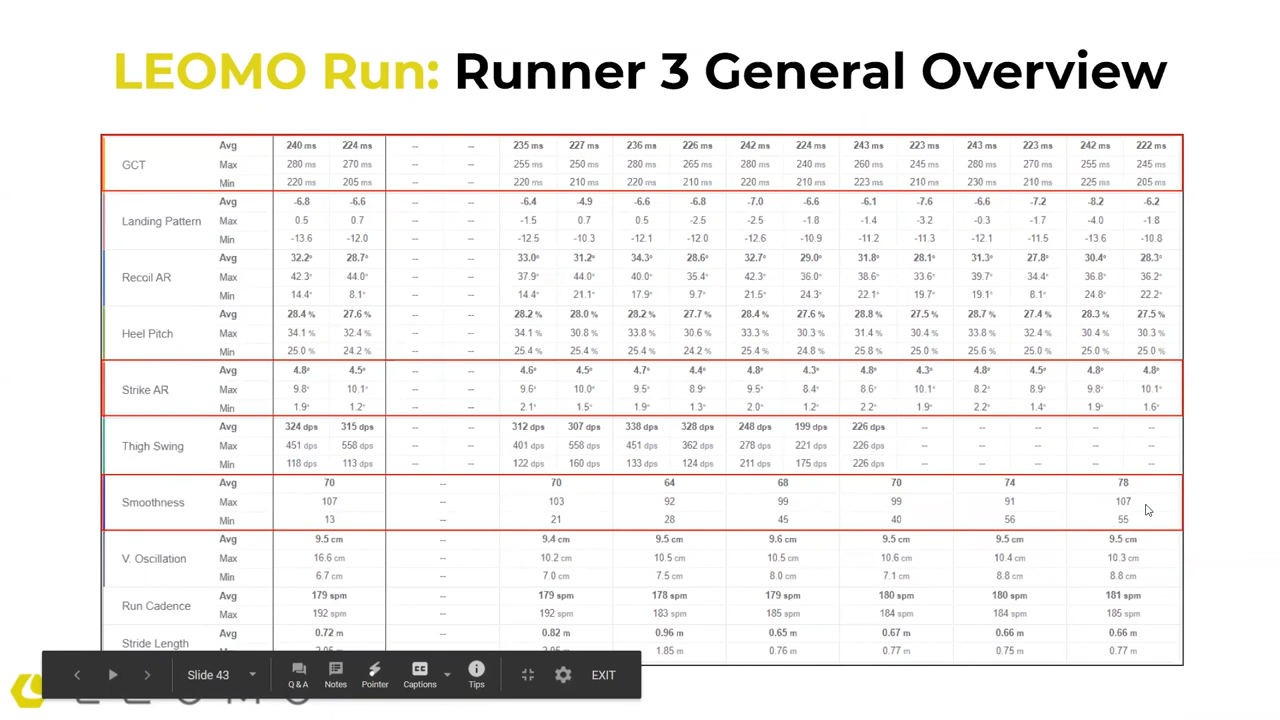 LEOMO Run: Runner 3 General Overview
Avg 240 ms 224 ms -- -- 235 ms 227 ms 236 ms 226 ms 242 ms 224 ms 243 ms 223 ms 243 ms 223 ms 242 ms 222 ms
GCT Max 280 ms 270 ms -- -- 255 ms 250 ms 280 ms 265 ms 280 ms 240 ms 260 ms 245 ms 280 ms 270 ms 255 ms 245 ms
Min 220 ms 205 ms -- -- 220 ms 210 ms 220 ms 210 ms 220 ms 210 ms 223 ms 210 ms 230 ms 210 ms 225 ms 205 ms
Avg -6.8 -6.6 -- -- -6.4 -4.9 -6.6 -6.8 -7.0 -6.6 -6.1 -7.6 -6.6 -7.2 -8.2 -6.2
Landing Pattern Max 0.5 0.7 -- -- -1.5 0.7 0.5 -2.5 -2.5 -1.8 -1.4 -3.2 -0.3 -1.7 -4.0 -1.8
Min -13.6 -12.0 -- -- -12.5 -10.3 -12.1 -12.0 -12.6 -10.9 -11.2 -11.3 -12.1 -11.5 -13.6 -10.8
Avg 32.2° 28.7° -- -- 33.0° 31.2° 34.3° 28.6° 32.7° 29.0° 31.8° 28.1° 31.3° 27.8° 30.4° 28.3°
Recoil AR Max 42.3° 44.0° -- -- 37.9° 44.0° 40.0° 35.4° 42.3° 36.0° 38.6° 33.6° 39.7° 34.4° 36.8° 36.2°
Min 14.4° 8.1° -- -- 14.4° 21.1° 17.9° 9.7° 21.5° 24.3° 22.1° 19.7° 19.1° 8.1° 24.8° 22.2°
Avg 28.4 % 27.6 % -- -- 28.2 % 28.0 % 28.2 % 27.7 % 28.4 % 27.6 % 28.8 % 27.5 % 28.7 % 27.4 % 28.3 % 27.5 %
Heel Pitch Max 34.1 % 32.4 % -- -- 34.1 % 30.8 % 33.8 % 30.6 % 33.3 % 30.3 % 31.4 % 30.4 % 33.8 % 32.4 % 30.4 % 30.3 %
Min 25.0 % 24.2 % -- -- 25.4 % 25.4 % 25.4 % 24.2 % 25.4 % 24.8 % 25.8 % 25.0 % 25.6 % 25.0 % 25.0 % 25.0 %
Avg 4.8° 4.5° -- -- 4.6° 4.5° 4.7° 4.4° 4.8° 4.3° 4.8° 4.3° 4.8° 4.5° 4.8° 4.8°
Strike AR Max 9.8° 10.1° -- -- 9.6° 10.0° 9.5° 8.9° 9.5° 8.4° 8.6° 10.1° 8.2° 8.9° 9.8° 10.1°
Min 1.9° 1.2° -- -- 2.1° 1.5° 1.9° 1.3° 2.0° 1.2° 2.2° 1.9° 2.2° 1.4° 1.9° 1.6°
Avg 324 dps 315 dps -- -- 312 dps 307 dps 338 dps 328 dps 248 dps 199 dps 226 dps -- -- -- -- --
Thigh Swing Max 451 dps 558 dps -- -- 401 dps 558 dps 451 dps 362 dps 278 dps 221 dps 226 dps -- -- -- -- --
Min 118 dps 113 dps -- -- 122 dps 160 dps 133 dps 124 dps 211 dps 175 dps 226 dps -- -- -- -- --
Avg 70 -- 70 64 68 70 74 78
Smoothness Max 107 -- 103 92 99 99 91 107
Min 13 -- 21 28 45 40 56 55
Avg 9.5 cm -- 9.4 cm 9.5 cm 9.6 cm 9.5 cm 9.5 cm 9.5 cm
V. Oscillation Max 16.6 cm -- 10.2 cm 10.5 cm 10.5 cm 10.6 cm 10.4 cm 10.3 cm
Min 6.7 cm -- 7.0 cm 7.5 cm 8.0 cm 7.1 cm 8.8 cm 8.8 cm
Avg 179 spm -- 179 spm 178 spm 179 spm 180 spm 180 spm 181 spm
Run Cadence Max 192 spm -- 192 spm 183 spm 185 spm 184 spm 184 spm 185 spm
Avg 0.72 m -- 0.82 m 0.96 m 0.65 m 0.67 m 0.66 m 0.66 m
Stride Length 1.85 m 0.76 m 0.77 m 0.75 m 0.77 m
Slide 43 Q & A Notes Pointer Captions Tips EXIT